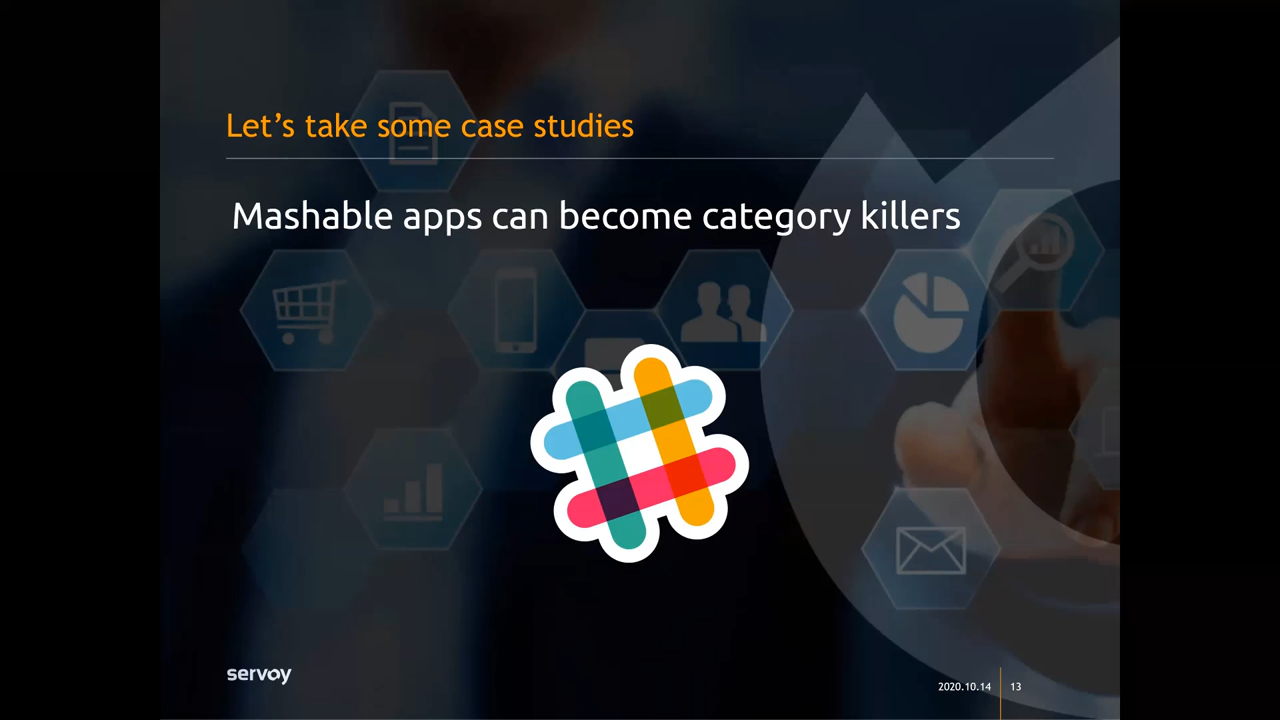 Let's take some case studies
Mashable apps can become category killers
servoy
2020.10.14
13